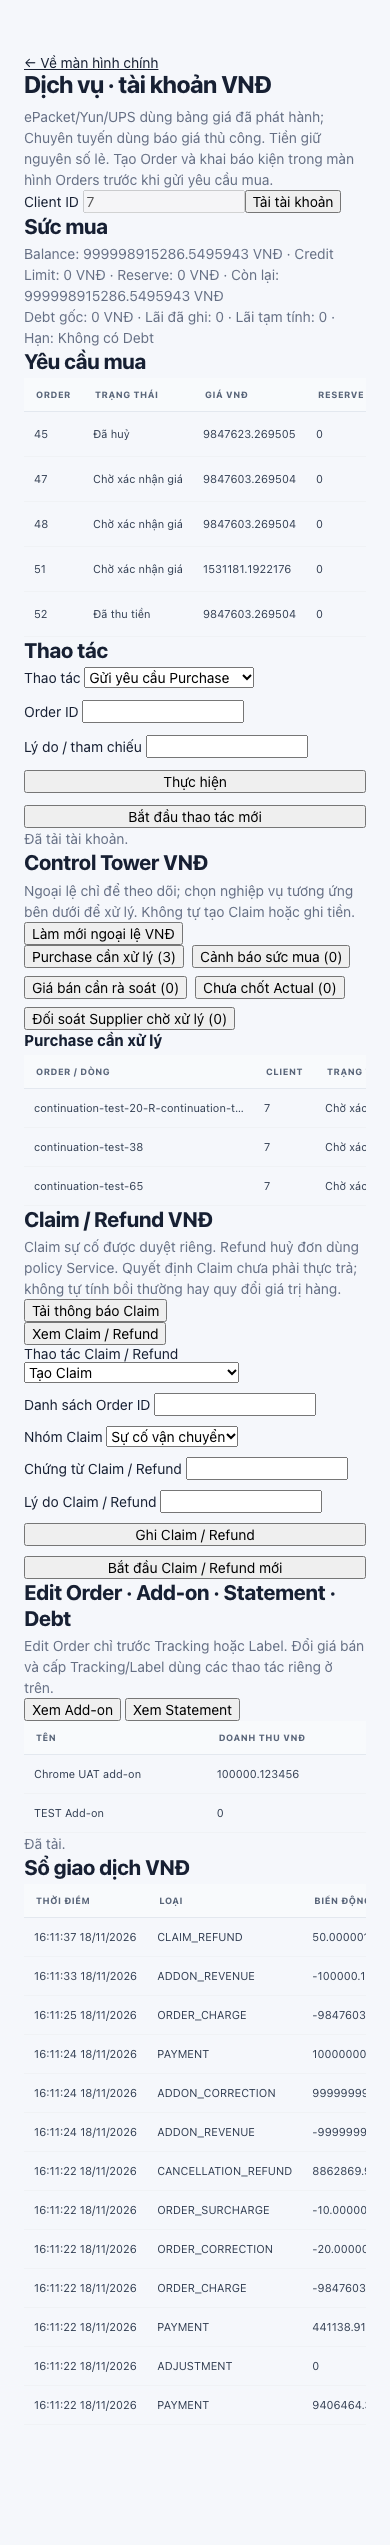 ← Về màn hình chính
Dịch vụ · tài khoản VNĐ
ePacket/Yun/UPS dùng bảng giá đã phát hành;
Chuyên tuyến dùng báo giá thủ công. Tiền giữ
nguyên số lẻ. Tạo Order và khai báo kiện trong màn
hình Orders trước khi gửi yêu cầu mua.
Client ID 7 Tải tài khoản
Sức mua
Balance: 999998915286.5495943 VNĐ · Credit
Limit: 0 VNĐ · Reserve: 0 VNĐ · Còn lại:
999998915286.5495943 VNĐ
Debt gốc: 0 VNĐ · Lãi đã ghi: 0 · Lãi tạm tính: 0 ·
Hạn: Không có Debt
Yêu cầu mua
ORDER TRẠNG THÁI GIÁ VNĐ RESERVE
45 Đã huỷ 9847623.269505 0
47 Chờ xác nhận giá 9847603.269504 0
48 Chờ xác nhận giá 9847603.269504 0
51 Chờ xác nhận giá 1531181.1922176 0
52 Đã thu tiền 9847603.269504 0
Thao tác
Thao tác Gửi yêu cầu Purchase
Order ID
Lý do / tham chiếu
Thực hiện
Bắt đầu thao tác mới
Đã tải tài khoản.
Control Tower VNĐ
Ngoại lệ chỉ để theo dõi; chọn nghiệp vụ tương ứng
bên dưới để xử lý. Không tự tạo Claim hoặc ghi tiền.
Làm mới ngoại lệ VNĐ
Purchase cần xử lý (3) Cảnh báo sức mua (0)
Giá bán cần rà soát (0) Chưa chốt Actual (0)
Đối soát Supplier chờ xử lý (0)
Purchase cần xử lý
ORDER / DÒNG CLIENT TRẠNG
continuation-test-20-R-continuation-t... 7 Chờ xác
continuation-test-38 7 Chờ xác
continuation-test-65 7 Chờ xác
Claim / Refund VNĐ
Claim sự cố được duyệt riêng. Refund huỷ đơn dùng
policy Service. Quyết định Claim chưa phải thực trả;
không tự tính bồi thường hay quy đổi giá trị hàng.
Tải thông báo Claim
Xem Claim / Refund
Thao tác Claim / Refund
Tạo Claim
Danh sách Order ID
Nhóm Claim Sự cố vận chuyển
Chứng từ Claim / Refund
Lý do Claim / Refund
Ghi Claim / Refund
Bắt đầu Claim / Refund mới
Edit Order · Add-on · Statement ·
Debt
Edit Order chỉ trước Tracking hoặc Label. Đổi giá bán
và cấp Tracking/Label dùng các thao tác riêng ở
trên.
Xem Add-on Xem Statement
TÊN DOANH THU VNĐ
Chrome UAT add-on 100000.123456
TEST Add-on 0
Đã tải.
Sổ giao dịch VNĐ
THỜI ĐIỂM LOẠI BIẾN ĐỘNG
16:11:37 18/11/2026 CLAIM_REFUND 50.000001
16:11:33 18/11/2026 ADDON_REVENUE -100000.1
16:11:25 18/11/2026 ORDER_CHARGE -9847603
16:11:24 18/11/2026 PAYMENT 10000000
16:11:24 18/11/2026 ADDON_CORRECTION 99999999
16:11:24 18/11/2026 ADDON_REVENUE -9999999
16:11:22 18/11/2026 CANCELLATION_REFUND 8862869.9
16:11:22 18/11/2026 ORDER_SURCHARGE -10.00000
16:11:22 18/11/2026 ORDER_CORRECTION -20.00000
16:11:22 18/11/2026 ORDER_CHARGE -9847603
16:11:22 18/11/2026 PAYMENT 441138.91
16:11:22 18/11/2026 ADJUSTMENT 0
16:11:22 18/11/2026 PAYMENT 9406464.